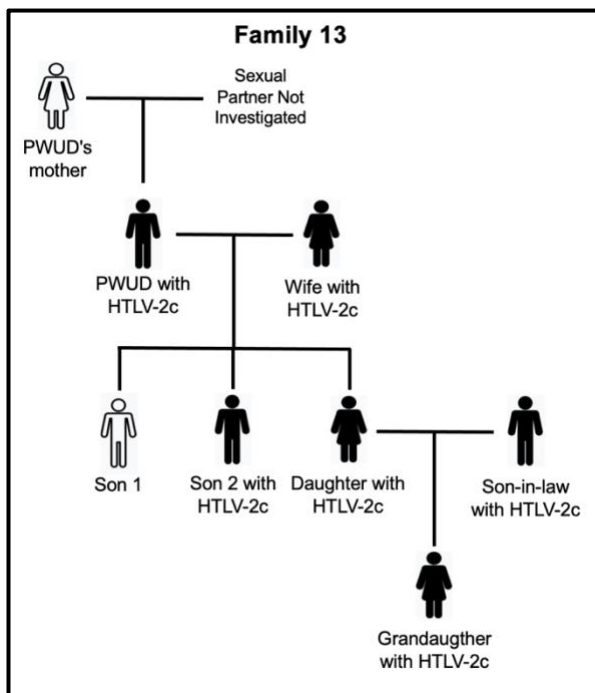 Family 13
Sexual
Partner Not
Investigated
PWUD's
mother
PWUD with
HTLV-2c
Wife with
HTLV-2c
Son 1
Son 2 with
HTLV-2c
Daughter with
HTLV-2c
Son-in-law
with HTLV-2c
Grandaugther
with HTLV-2c